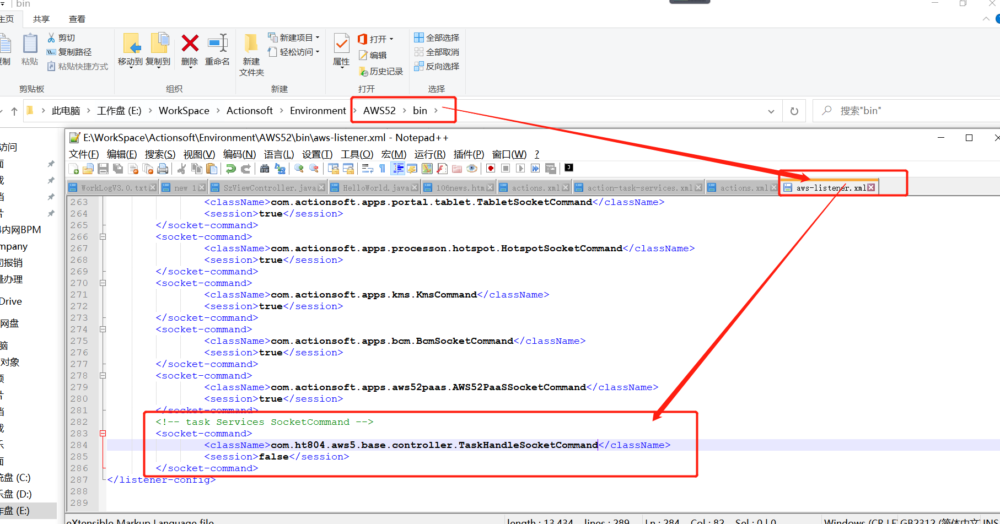 bin
主页 共享 查看
剪切
复制路径
粘贴快捷方式
复制 粘贴
移动到 复制到 删除 重命名
新建
文件夹
新建项目
轻松访问
属性
打开
编辑
历史记录
全部选择
全部取消
反向选择
剪贴板 组织 新建 打开 选择
此电脑 工作盘 (E:) WorkSpace Actionsoft Environment AWS52 bin
搜索"bin"
访问
内网BPM
mpany
报销
办理
Drive
网盘
脑
对象
盘 (C:)
盘 (D:)
作盘 (E:)
E:\WorkSpace\Actionsoft\Environment\AWS52\bin\aws-listener.xml - Notepad++
文件(F) 编辑(E) 搜索(S) 视图(V) 编码(N) 语言(L) 设置(T) 工具(O) 宏(M) 运行(R) 插件(P) 窗口(W) ?
WorkLogV3.0.txt new 1 SzViewController.java HelloWorld.java 106news.htm actions.xml action-task-services.xml actions.xml aws-listener.xml
263 <className>com.actionsoft.apps.portal.tablet.TabletSocketCommand</className>
264 <session>true</session>
265 </socket-command>
266 <socket-command>
267 <className>com.actionsoft.apps.processon.hotspot.HotspotSocketCommand</className>
268 <session>true</session>
269 </socket-command>
270 <socket-command>
271 <className>com.actionsoft.apps.kms.KmsCommand</className>
272 <session>true</session>
273 </socket-command>
274 <socket-command>
275 <className>com.actionsoft.apps.bcm.BcmSocketCommand</className>
276 <session>true</session>
277 </socket-command>
278 <socket-command>
279 <className>com.actionsoft.apps.aws52paas.AWS52PaaSSocketCommand</className>
280 <session>true</session>
281 </socket-command>
282 <!-- task Services SocketCommand -->
283 <socket-command>
284 <className>com.ht804.aws5.base.controller.TaskHandleSocketCommand</className>
285 <session>false</session>
286 </socket-command>
287 </listener-config>
288
289
eXtensible Markup Language file length : 13,434 lines : 289 Ln : 284 Col : 82 Sel : 0 | 0 Windows (CR LF) GB2312 (简体中文) INS